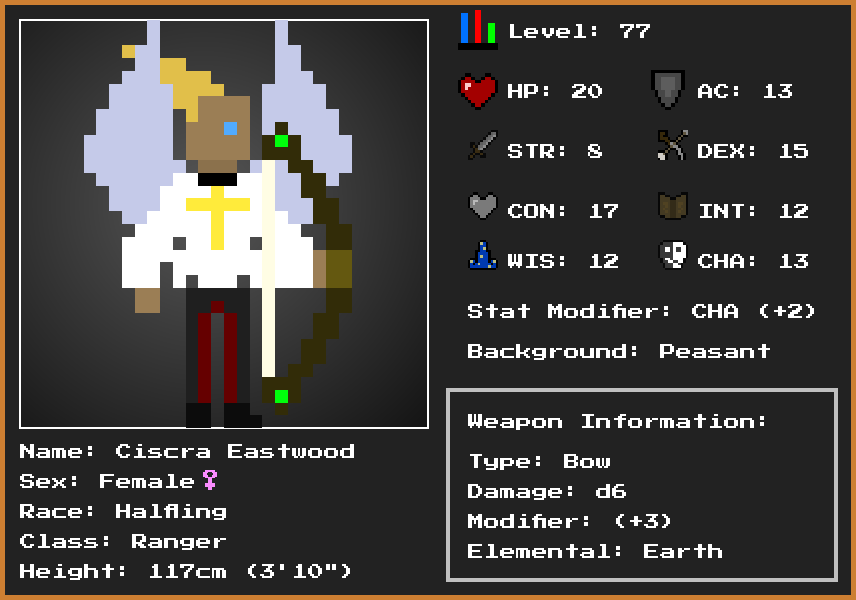 Level: 77
HP: 20
AC: 13
STR: 8
DEX: 15
CON: 17
INT: 12
WIS: 12
CHA: 13
Stat Modifier: CHA (+2)
Background: Peasant
Weapon Information:
Type: Bow
Damage: d6
Modifier: (+3)
Elemental: Earth
Name: Ciscra Eastwood
Sex: Female♀
Race: Halfling
Class: Ranger
Height: 117cm (3'10")